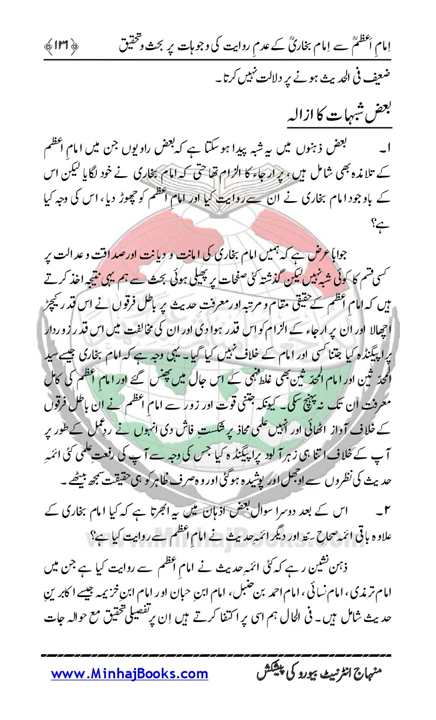 اِمامِ اَعظمؒ سے اِمام بخاریؒ کے عدمِ روایت کی وجوہات پر بحث و تحقیق ﴿۱۳۶﴾
ضعیف فی الحدیث ہونے پر دلالت نہیں کرتا۔
بعض شبہات کا ازالہ
۱۔ بعض ذہنوں میں یہ شبہ پیدا ہو سکتا ہے کہ بعض راویوں جن میں امام اعظم
کے تلامذہ بھی شامل ہیں، پر ارجاء کا الزام تھا حتی کہ امام بخاری نے خود لگایا لیکن اس
کے باوجود امام بخاری نے ان سے روایت کیا اور امام اعظم کو چھوڑ دیا، اس کی وجہ کیا
ہے؟
جواباً عرض ہے کہ ہمیں امام بخاری کی امانت و دیانت اور صداقت و عدالت پر
کسی قسم کا کوئی شبہ نہیں لیکن گذشتہ کئی صفحات پر پھیلی ہوئی بحث سے ہم یہی نتیجہ اخذ کرتے
ہیں کہ امام اعظم کے حقیقی مقام و مرتبہ اور معرفتِ حدیث پر باطل فرقوں نے اس قدر کیچڑ
اچھالا اور ان پر ارجاء کے الزام کو اس قدر ہوا دی اور ان کی مخالفت میں اس قدر زوردار
پراپیگنڈہ کیا جتنا کسی اور امام کے خلاف نہیں کیا گیا۔ یہی وجہ ہے کہ امام بخاری جیسے سید
المحدّثین اور امام المحدّثین بھی غلط فہمی کے اس جال میں پھنس گئے اور امام اعظم کی کامل
معرفت ان تک نہ پہنچ سکی۔ کیونکہ جتنی قوت اور زور سے امام اعظم نے ان باطل فرقوں
کے خلاف آواز اٹھائی اور انہیں علمی محاذ پر شکستِ فاش دی انہوں نے ردِعمل کے طور پر
آپ کے خلاف اتنا ہی زہر آلود پراپیگنڈہ کیا جس کی وجہ سے آپ کی رفعتِ علمی کئی ائمہِ
حدیث کی نظروں سے اوجھل اور پوشیدہ ہو گئی اور وہ صرف ظاہر کو ہی حقیقت سمجھ بیٹھے۔
۲۔ اس کے بعد دوسرا سوال بعض اذہان میں یہ ابھرتا ہے کہ کیا امام بخاری کے
علاوہ باقی ائمہ صحاح ستہ اور دیگر ائمہ حدیث نے امام اعظم سے روایت کیا ہے؟
ذہن نشین رہے کہ کئی ائمہِ حدیث نے امامِ اعظم سے روایت کیا ہے جن میں
امام ترمذی، امام نسائی، امام احمد بن حنبل، امام ابنِ حبان اور امام ابن خزیمہ جیسے اکابرینِ
حدیث شامل ہیں۔ فی الحال ہم اسی پر اکتفا کرتے ہیں اِن پر تفصیلی تحقیق مع حوالہ جات
www.MinhajBooks.com
منہاج انٹرنیٹ بیورو کی پیشکش
www.MinhajBooks.com